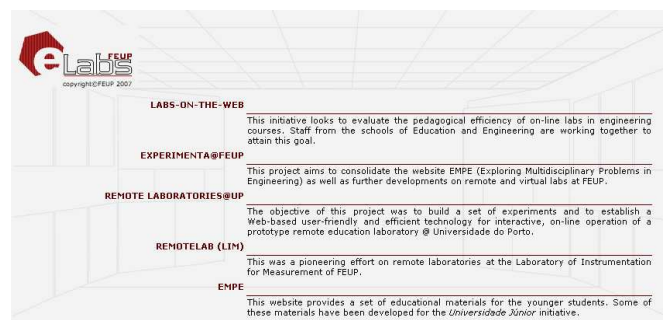 FEUP
eLabs
copyright©FEUP 2007
LABS-ON-THE-WEB
This initiative looks to evaluate the pedagogical efficiency of on-line labs in engineering
courses. Staff from the schools of Education and Engineering are working together to
attain this goal.
EXPERIMENTA@FEUP
This project aims to consolidate the website EMPE (Exploring Multidisciplinary Problems in
Engineering) as well as further developments on remote and virtual labs at FEUP.
REMOTE LABORATORIES@UP
The objective of this project was to build a set of experiments and to establish a
Web-based user-friendly and efficient technology for interactive, on-line operation of a
prototype remote education laboratory @ Universidade do Porto.
REMOTELAB (LIM)
This was a pioneering effort on remote laboratories at the Laboratory of Instrumentation
for Measurement of FEUP.
EMPE
This website provides a set of educational materials for the younger students. Some of
these materials have been developed for the Universidade Júnior initiative.